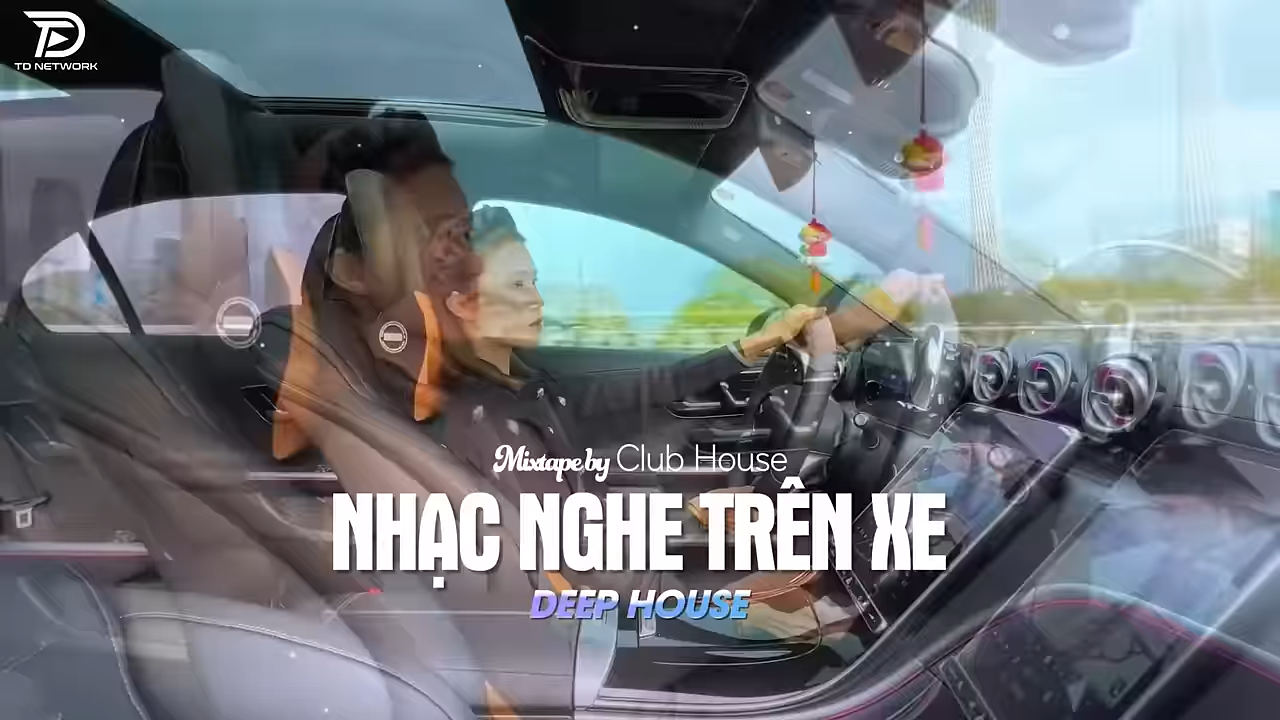 TD NETWORK
Mixtape by Club House
NHẠC NGHE TRÊN XE
DEEP HOUSE